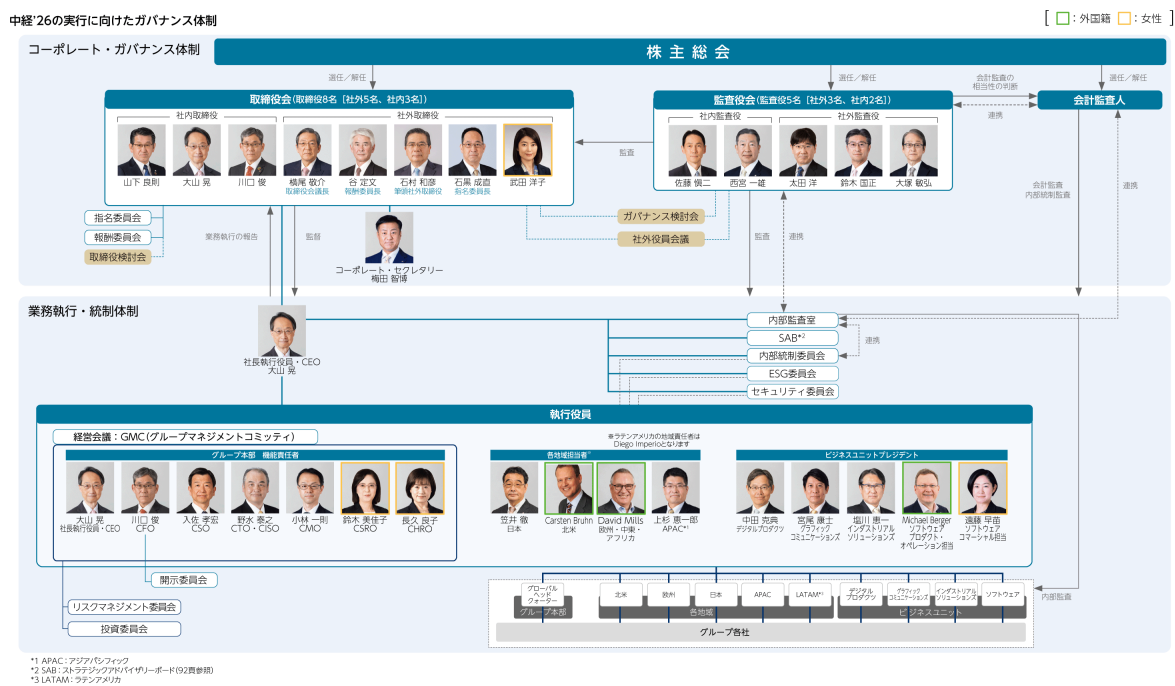 中経'26の実行に向けたガバナンス体制
[ □：外国籍 □：女性 ]
コーポレート・ガバナンス体制
株主総会
選任／解任
選任／解任
会計監査の
相当性の判断
選任／解任
取締役会(取締役8名［社外5名、社内3名］)
監査役会(監査役5名［社外3名、社内2名］)
会計監査人
連携
社内取締役
社外取締役
社内監査役
社外監査役
監査
山下 良則
大山 晃
川口 俊
横尾 敬介
取締役会議長
谷 定文
報酬委員長
石村 和彦
筆頭社外取締役
石黒 成直
指名委員長
武田 洋子
佐藤 慎二
西宮 一雄
太田 洋
鈴木 国正
大塚 敏弘
会計監査
内部統制監査
連携
指名委員会
報酬委員会
取締役検討会
業務執行の報告
監督
ガバナンス検討会
社外役員会議
監査
連携
コーポレート・セクレタリー
梅田 智博
業務執行・統制体制
社長執行役員・CEO
大山 晃
内部監査室
SAB*2
内部統制委員会
ESG委員会
セキュリティ委員会
連携
執行役員
経営会議：GMC(グループマネジメントコミッティ)
※ラテンアメリカの地域責任者は
Diego Imperioとなります
グループ本部 機能責任者
各地域担当者※
ビジネスユニットプレジデント
大山 晃
社長執行役員・CEO
川口 俊
CFO
入佐 孝宏
CSO
野水 泰之
CTO・CISO
小林 一則
CMO
鈴木 美佳子
CSRO
長久 良子
CHRO
笠井 徹
日本
Carsten Bruhn
北米
David Mills
欧州・中東・
アフリカ
上杉 恵一郎
APAC*1
中田 克典
デジタルプロダクツ
宮尾 康士
グラフィック
コミュニケーションズ
塩川 恵一
インダストリアル
ソリューションズ
Michael Berger
ソフトウェア
プロダクト・
オペレーション担当
遠藤 早苗
ソフトウェア
コマーシャル担当
開示委員会
リスクマネジメント委員会
投資委員会
グローバル
ヘッド
クォーター
グループ本部
北米
欧州
日本
APAC
LATAM*3
各地域
デジタル
プロダクツ
グラフィック
コミュニケーションズ
インダストリアル
ソリューションズ
ソフトウェア
ビジネスユニット
グループ各社
内部監査
*1 APAC：アジアパシフィック
*2 SAB：ストラテジックアドバイザリーボード(92頁参照)
*3 LATAM：ラテンアメリカ